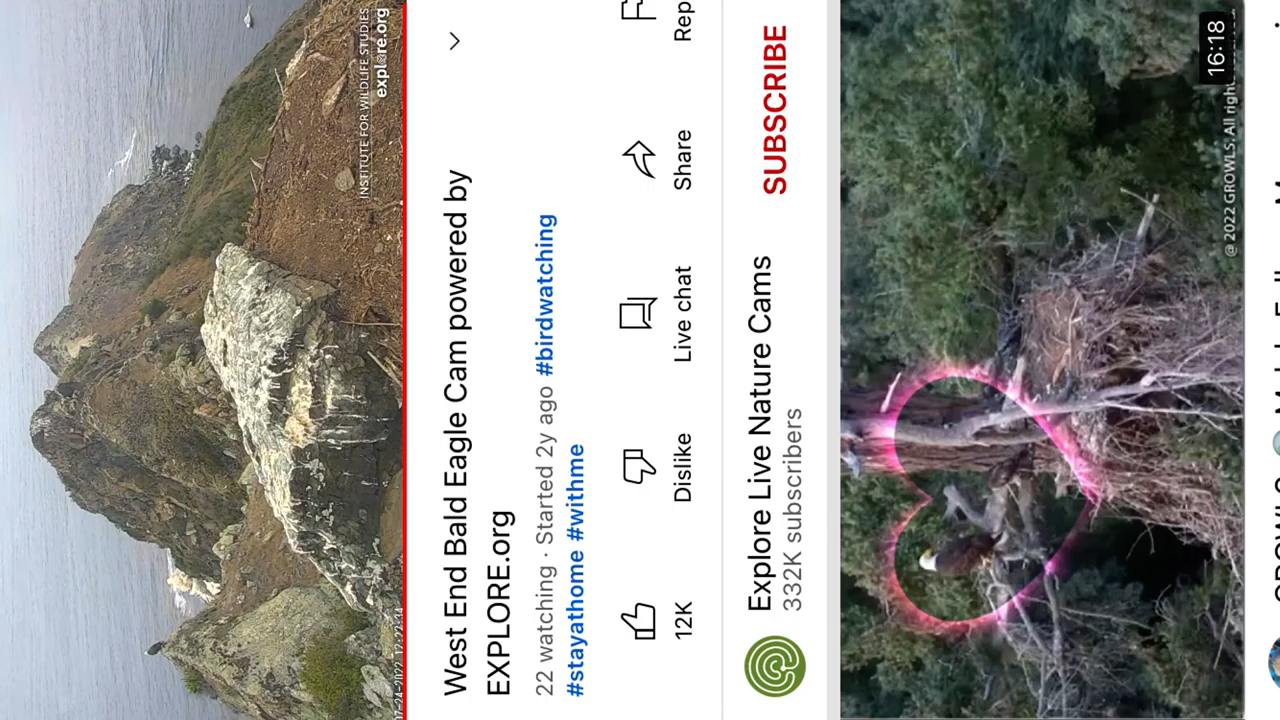 INSTITUTE FOR WILDLIFE STUDIES
explore.org
West End Bald Eagle Cam powered by
EXPLORE.org
22 watching · Started 2y ago #birdwatching
#stayathome #withme
12K
Dislike
Live chat
Share
Rep
Explore Live Nature Cams
332K subscribers
SUBSCRIBE
16:18
@ 2022 GROWLS. All right